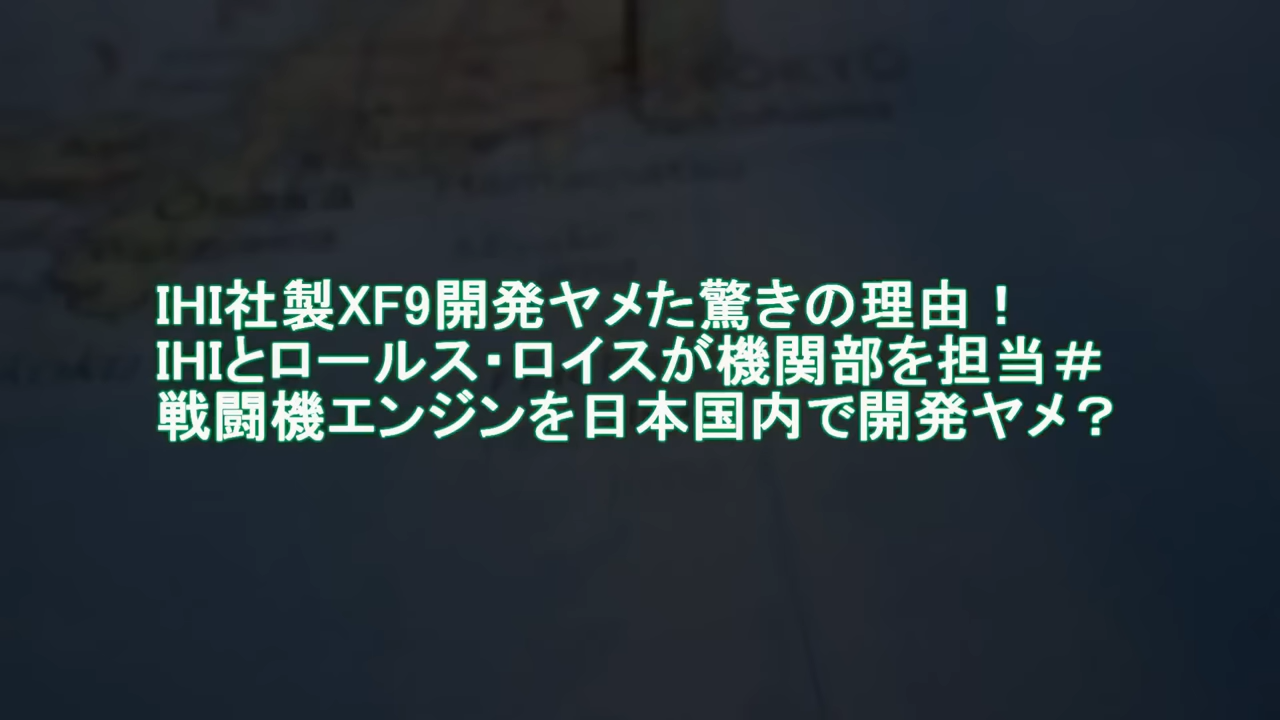 IHI社製XF9開発ヤメた驚きの理由！
IHIとロールス・ロイスが機関部を担当＃
戦闘機エンジンを日本国内で開発ヤメ？